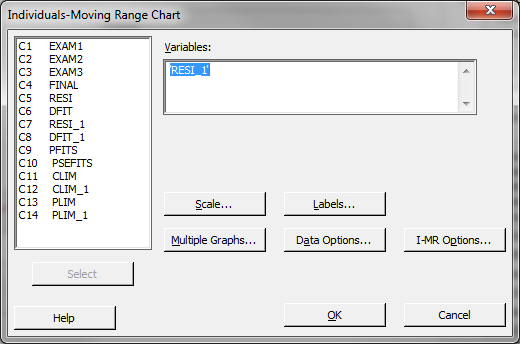 Individuals-Moving Range Chart
C1 EXAM1
C2 EXAM2
C3 EXAM3
C4 FINAL
C5 RESI
C6 DFIT
C7 RESI_1
C8 DFIT_1
C9 PFITS
C10 PSEFITS
C11 CLIM
C12 CLIM_1
C13 PLIM
C14 PLIM_1
Variables:
'RESI_1'
Scale... Labels...
Multiple Graphs... Data Options... I-MR Options...
Select
Help OK Cancel